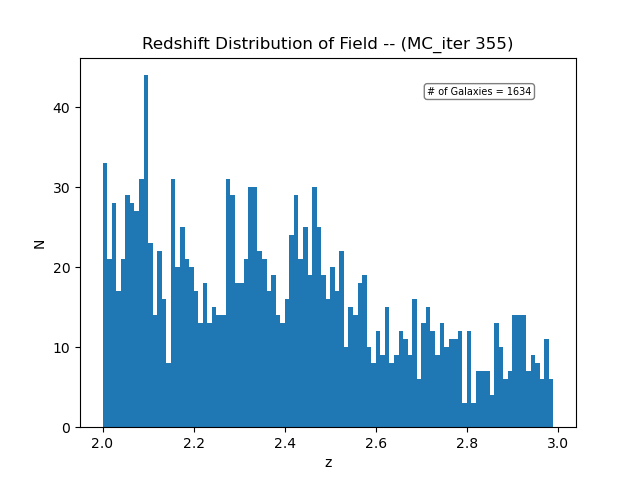 Redshift Distribution of Field -- (MC_iter 355)
# of Galaxies = 1634
40
30
20
10
0
N
2.0 2.2 2.4 2.6 2.8 3.0
z